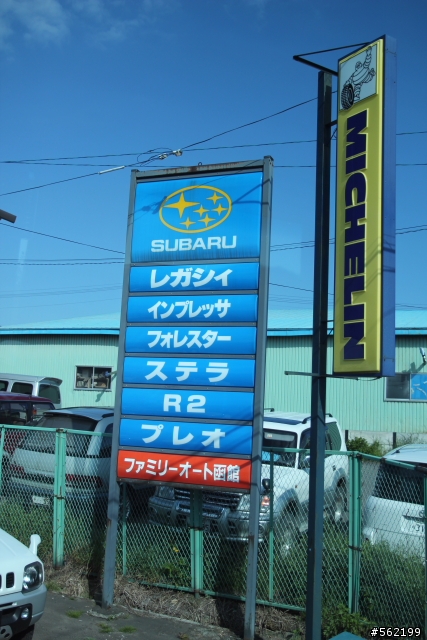 SUBARU
レガシィ
インプレッサ
フォレスター
ステラ
R2
プレオ
ファミリーオート函館
MICHELIN
#562199